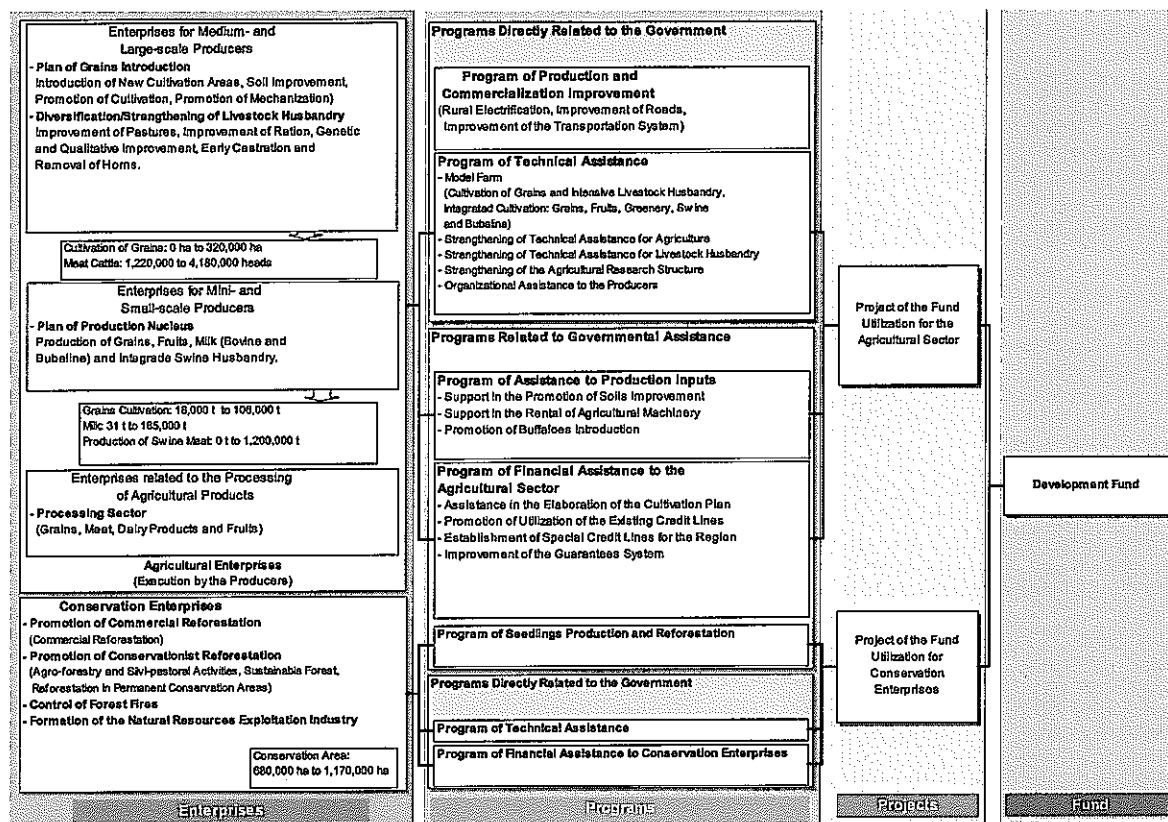 Enterprises for Medium- and
Large-scale Producers
- Plan of Grains Introduction
Introduction of New Cultivation Areas, Soil Improvement,
Promotion of Cultivation, Promotion of Mechanization)
- Diversification/Strengthening of Livestock Husbandry
Improvement of Pastures, Improvement of Ration, Genetic
and Qualitative Improvement, Early Castration and
Removal of Horns.
Cultivation of Grains: 0 ha to 320,000 ha
Meat Cattle: 1,220,000 to 4,180,000 heads
Enterprises for Mini- and
Small-scale Producers
- Plan of Production Nucleus
Production of Grains, Fruits, Milk (Bovine and
Bubaline) and Integrade Swine Husbandry.
Grains Cultivation: 18,000 t to 106,000 t
Milk: 31 t to 165,000 t
Production of Swine Meat: 0 t to 1,200,000 t
Enterprises related to the Processing
of Agricultural Products
- Processing Sector
(Grains, Meat, Dairy Products and Fruits)
Agricultural Enterprises
(Execution by the Producers)
Conservation Enterprises
- Promotion of Commercial Reforestation
(Commercial Reforestation)
- Promotion of Conservationist Reforestation
(Agro-forestry and Silvi-pastoral Activities, Sustainable Forest,
Reforestation in Permanent Conservation Areas)
- Control of Forest Fires
- Formation of the Natural Resources Exploitation Industry
Conservation Area:
680,000 ha to 1,170,000 ha
Enterprises
Programs Directly Related to the Government
Program of Production and
Commercialization Improvement
(Rural Electrification, Improvement of Roads,
Improvement of the Transportation System)
Program of Technical Assistance
- Model Farm
(Cultivation of Grains and Intensive Livestock Husbandry,
Integrated Cultivation: Grains, Fruits, Greenery, Swine
and Bubaline)
- Strengthening of Technical Assistance for Agriculture
- Strengthening of Technical Assistance for Livestock Husbandry
- Strengthening of the Agricultural Research Structure
- Organizational Assistance to the Producers
Programs Related to Governmental Assistance
Program of Assistance to Production Inputs
- Support in the Promotion of Soils Improvement
- Support in the Rental of Agricultural Machinery
- Promotion of Buffaloes Introduction
Program of Financial Assistance to the
Agricultural Sector
- Assistance in the Elaboration of the Cultivation Plan
- Promotion of Utilization of the Existing Credit Lines
- Establishment of Special Credit Lines for the Region
- Improvement of the Guarantees System
Program of Seedlings Production and Reforestation
Programs Directly Related to the Government
Program of Technical Assistance
Program of Financial Assistance to Conservation Enterprises
Programs
Project of the Fund
Utilization for the
Agricultural Sector
Project of the Fund
Utilization for
Conservation
Enterprises
Projects
Development Fund
Fund